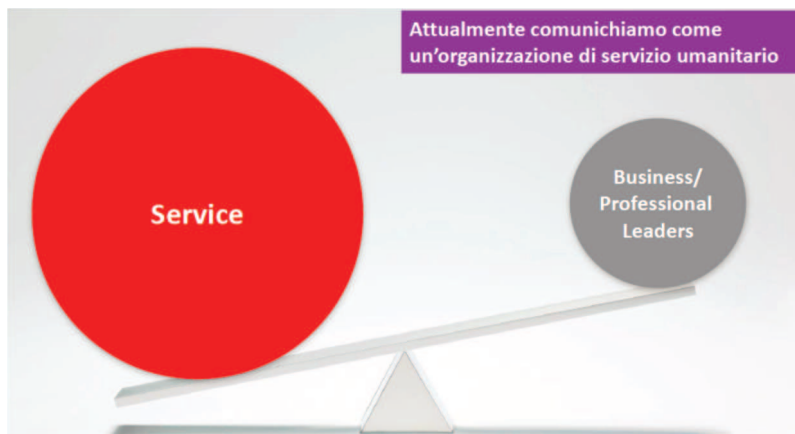 Attualmente comunichiamo come
un'organizzazione di servizio umanitario
Service
Business/
Professional
Leaders